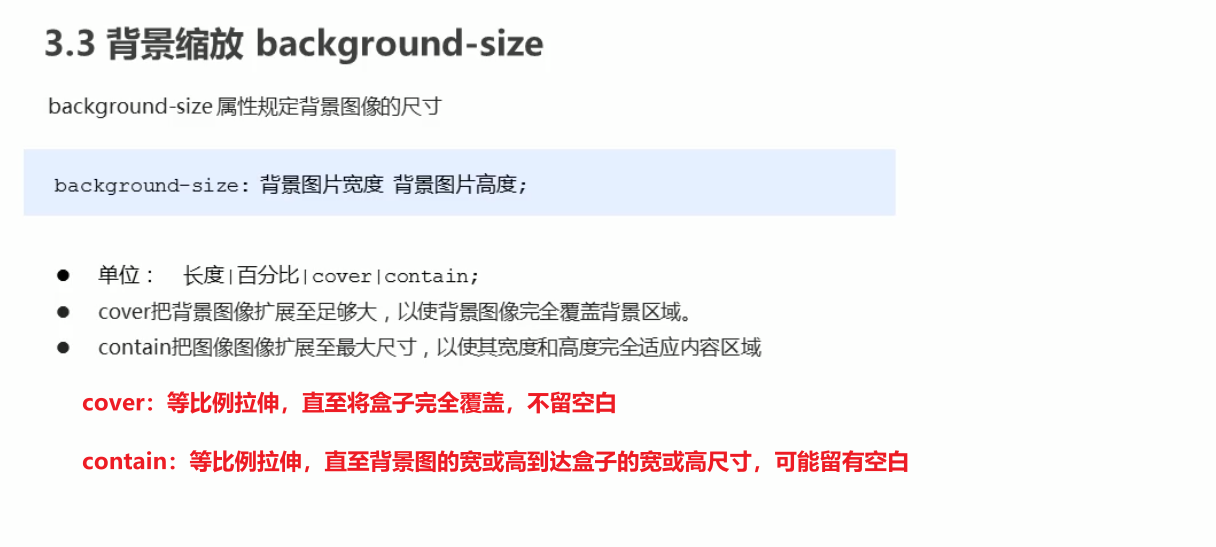 3.3 背景缩放 background-size
background-size 属性规定背景图像的尺寸
background-size: 背景图片宽度 背景图片高度;
● 单位： 长度|百分比|cover|contain;
● cover把背景图像扩展至足够大，以使背景图像完全覆盖背景区域。
● contain把图像图像扩展至最大尺寸，以使其宽度和高度完全适应内容区域
cover：等比例拉伸，直至将盒子完全覆盖，不留空白
contain：等比例拉伸，直至背景图的宽或高到达盒子的宽或高尺寸，可能留有空白